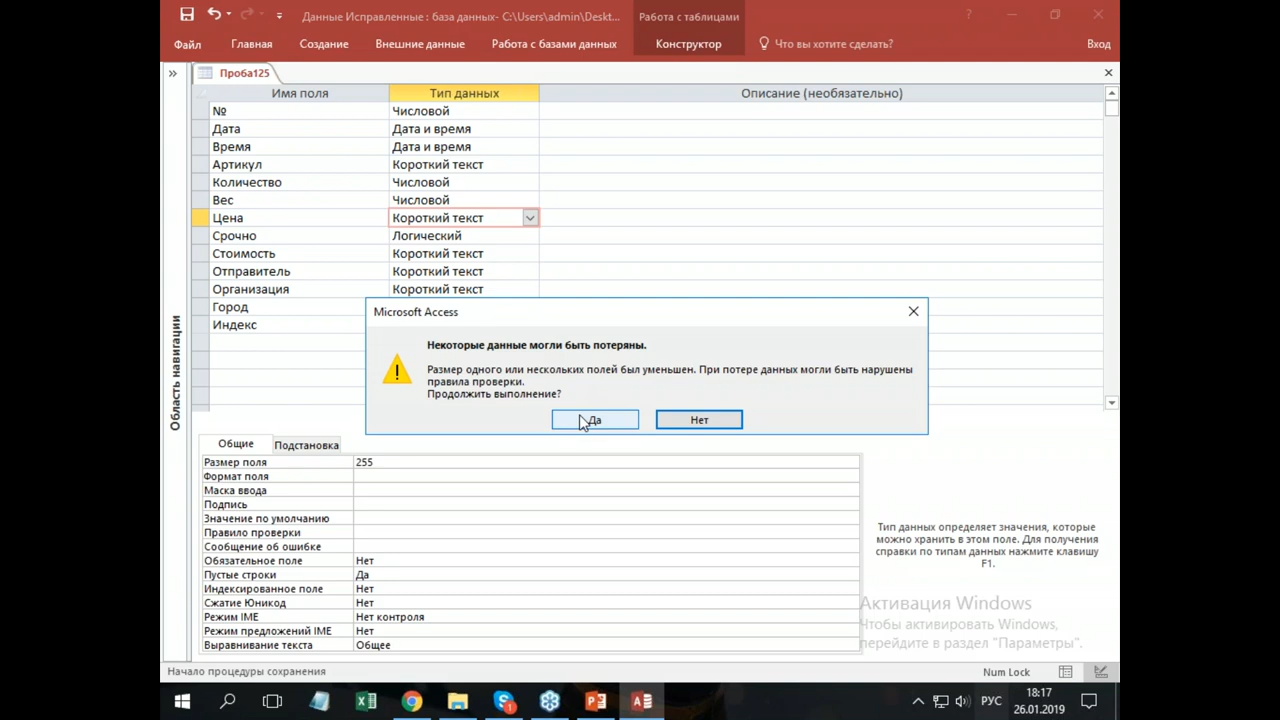 Данные Исправленные : база данных- C:\Users\admin\Deskt...
Работа с таблицами
Файл
Главная
Создание
Внешние данные
Работа с базами данных
Конструктор
Что вы хотите сделать?
Вход
Проба125
Имя поля Тип данных Описание (необязательно)
№ Числовой
Дата Дата и время
Время Дата и время
Артикул Короткий текст
Количество Числовой
Вес Числовой
Цена Короткий текст
Срочно Логический
Стоимость Короткий текст
Отправитель Короткий текст
Организация Короткий текст
Город
Индекс
Область навигации
Microsoft Access
Некоторые данные могли быть потеряны.
Размер одного или нескольких полей был уменьшен. При потере данных могли быть нарушены
правила проверки.
Продолжить выполнение?
Да
Нет
Общие
Подстановка
Размер поля 255
Формат поля
Маска ввода
Подпись
Значение по умолчанию
Правило проверки
Сообщение об ошибке
Обязательное поле Нет
Пустые строки Да
Индексированное поле Нет
Сжатие Юникод Нет
Режим IME Нет контроля
Режим предложений IME Нет
Выравнивание текста Общее
Тип данных определяет значения, которые
можно хранить в этом поле. Для получения
справки по типам данных нажмите клавишу
F1.
Активация Windows
Чтобы активировать Windows,
перейдите в раздел "Параметры".
Начало процедуры сохранения
Num Lock
РУС
18:17
26.01.2019